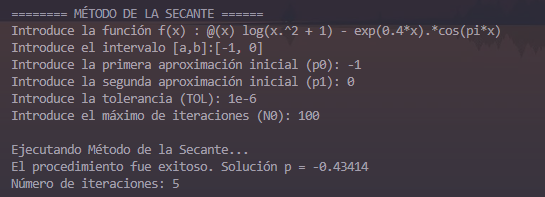 ======== MÉTODO DE LA SECANTE ======
Introduce la función f(x) : @(x) log(x.^2 + 1) - exp(0.4*x).*cos(pi*x)
Introduce el intervalo [a,b]:[-1, 0]
Introduce la primera aproximación inicial (p0): -1
Introduce la segunda aproximación inicial (p1): 0
Introduce la tolerancia (TOL): 1e-6
Introduce el máximo de iteraciones (N0): 100
Ejecutando Método de la Secante...
El procedimiento fue exitoso. Solución p = -0.43414
Número de iteraciones: 5